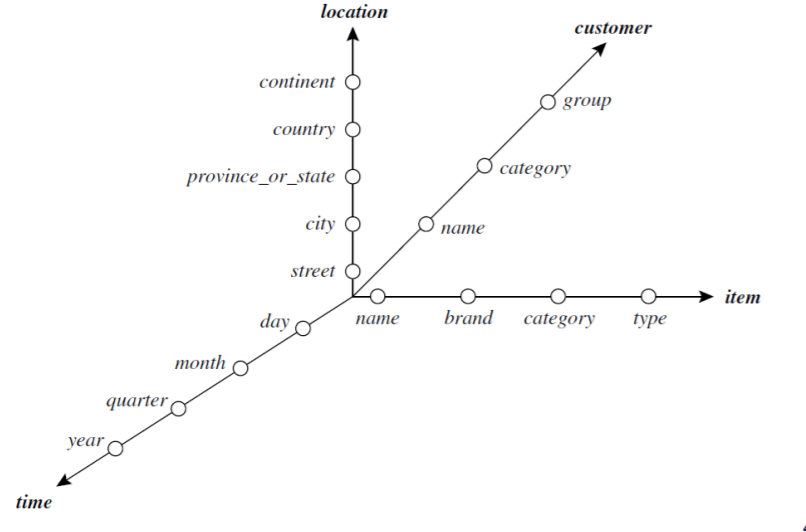 location
customer
continent
group
country
category
province_or_state
city
name
street
item
name
brand
category
type
day
month
quarter
year
time